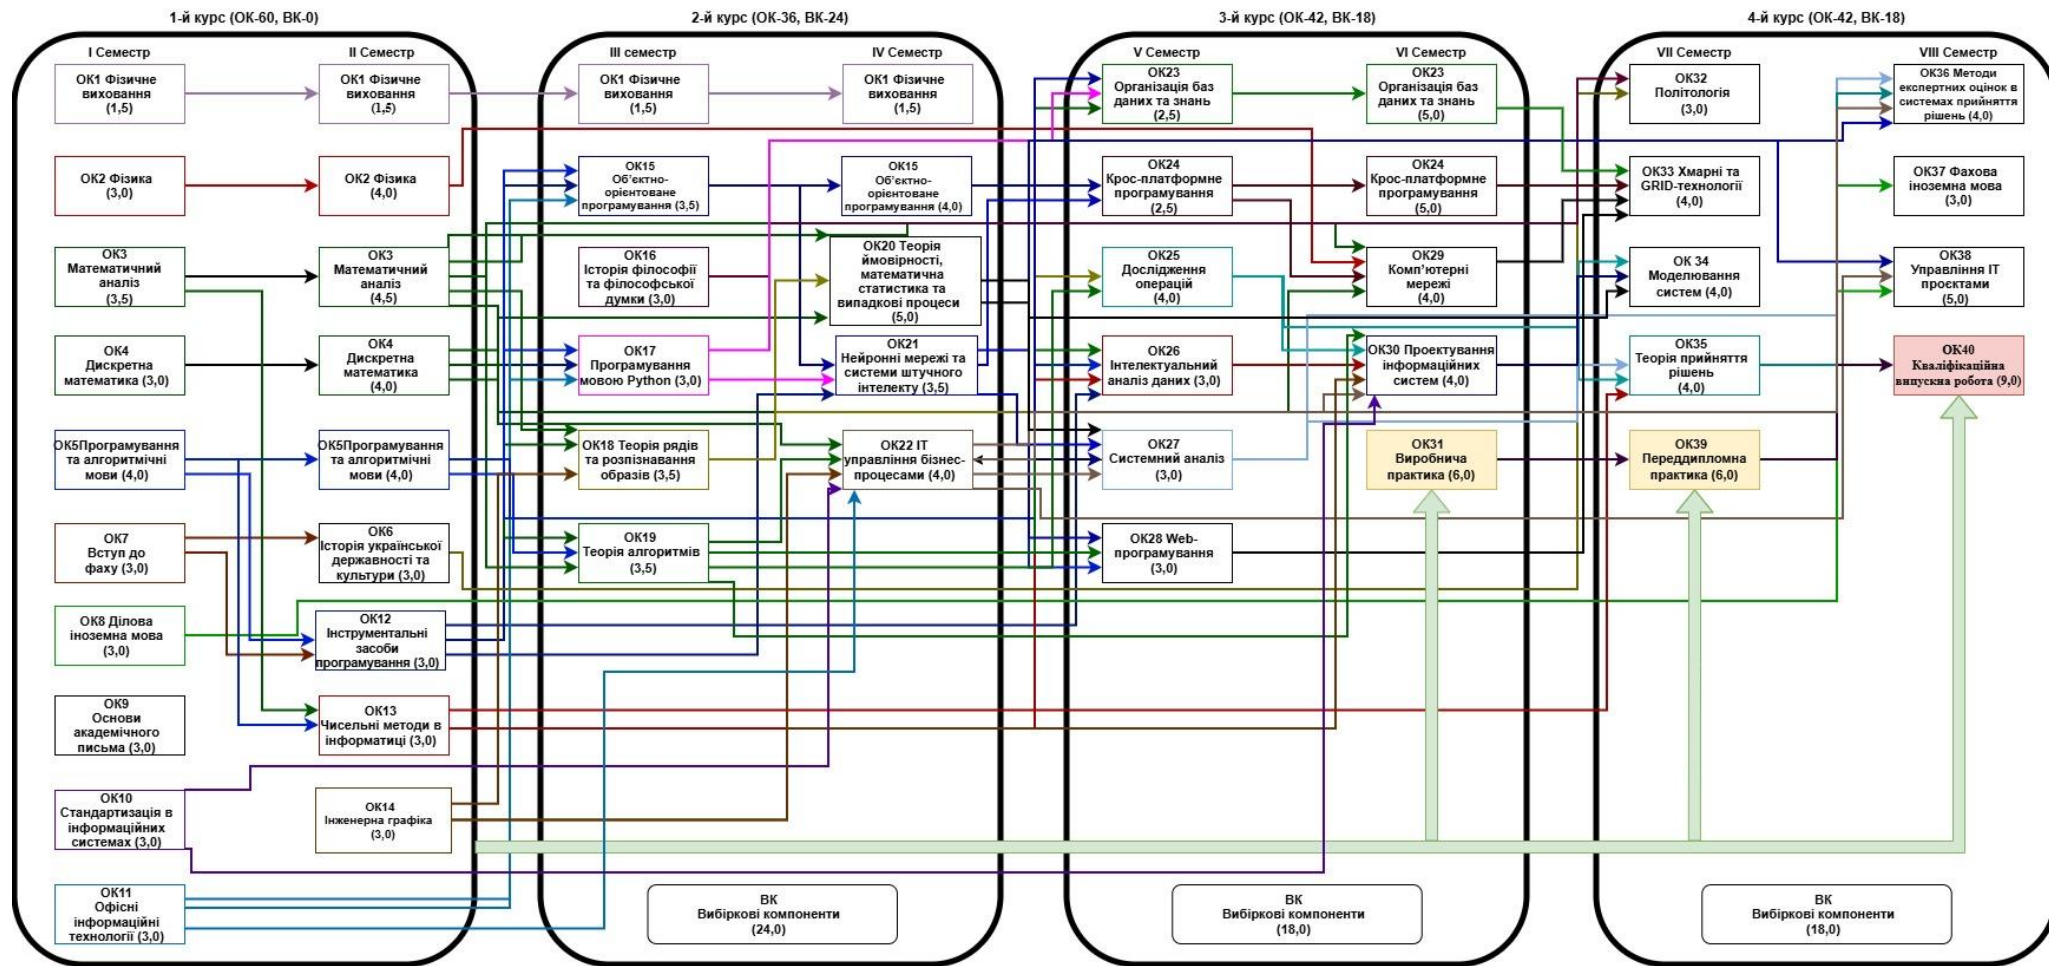 1-й курс (ОК-60, ВК-0)
2-й курс (ОК-36, ВК-24)
3-й курс (ОК-42, ВК-18)
4-й курс (ОК-42, ВК-18)
I Семестр
ОК1 Фізичне
виховання
(1,5)
ОК2 Фізика
(3,0)
ОК3
Математичний
аналіз
(3,5)
ОК4
Дискретна
математика (3,0)
ОК5Програмування
та алгоритмічні
мови (4,0)
ОК7
Вступ до
фаху (3,0)
ОК8 Ділова
іноземна мова
(3,0)
ОК9
Основи
академічного
письма (3,0)
ОК10
Стандартизація в
інформаційних
системах (3,0)
ОК11
Офісні
інформаційні
технології (3,0)
II Семестр
ОК1 Фізичне
виховання
(1,5)
ОК2 Фізика
(4,0)
ОК3
Математичний
аналіз
(4,5)
ОК4
Дискретна
математика
(4,0)
ОК5Програмування
та алгоритмічні
мови (4,0)
ОК6
Історія української
державності та
культури (3,0)
ОК12
Інструментальні
засоби
програмування (3,0)
ОК13
Чисельні методи в
інформатиці (3,0)
ОК14
Інженерна графіка
(3,0)
III семестр
ОК1 Фізичне
виховання
(1,5)
ОК15
Об’єктно-
орієнтоване
програмування (3,5)
ОК16
Історія філософії
та філософської
думки (3,0)
ОК17
Програмування
мовою Python (3,0)
ОК18 Теорія рядів
та розпізнавання
образів (3,5)
ОК19
Теорія алгоритмів
(3,5)
IV Семестр
ОК1 Фізичне
виховання
(1,5)
ОК15
Об’єктно-
орієнтоване
програмування (4,0)
ОК20 Теорія
ймовірності,
математична
статистика та
випадкові процеси
(5,0)
ОК21
Нейронні мережі та
системи штучного
інтелекту (3,5)
ОК22 ІТ
управління бізнес-
процесами (4,0)
ВК
Вибіркові компоненти
(24,0)
V Семестр
ОК23
Організація баз
даних та знань
(2,5)
ОК24
Крос-платформне
програмування
(2,5)
ОК25
Дослідження
операцій
(4,0)
ОК26
Інтелектуальний
аналіз даних (3,0)
ОК27
Системний аналіз
(3,0)
ОК28 Web-
програмування
(3,0)
VI Семестр
ОК23
Організація баз
даних та знань
(5,0)
ОК24
Крос-платформне
програмування
(5,0)
ОК29
Комп’ютерні
мережі
(4,0)
ОК30 Проектування
інформаційних
систем (4,0)
ОК31
Виробнича
практика (6,0)
ВК
Вибіркові компоненти
(18,0)
VII Семестр
ОК32
Політологія
(3,0)
ОК33 Хмарні та
GRID-технології
(4,0)
ОК 34
Моделювання
систем (4,0)
ОК35
Теорія прийняття
рішень
(4,0)
ОК39
Переддипломна
практика (6,0)
VIII Семестр
ОК36 Методи
експертних оцінок в
системах прийняття
рішень (4,0)
ОК37 Фахова
іноземна мова
(3,0)
ОК38
Управління ІТ
проєктами
(5,0)
ОК40
Кваліфікаційна
випускна робота (9,0)
ВК
Вибіркові компоненти
(18,0)